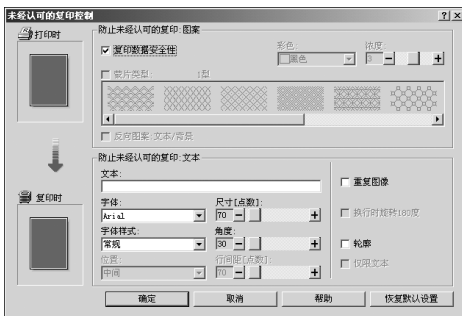 未经认可的复印控制
打印时
复印时
防止未经认可的复印:图案
复印数据安全性
彩色:
黑色
浓度:
3
蒙片类型:
1型
反向图案:文本/背景
防止未经认可的复印:文本
文本:
字体:
Arial
尺寸[点数]:
70
字体样式:
常规
角度:
30
位置:
中间
行间距[点数]:
70
重复图像
换行时旋转180度
轮廓
仅限文本
确定
取消
帮助
恢复默认设置